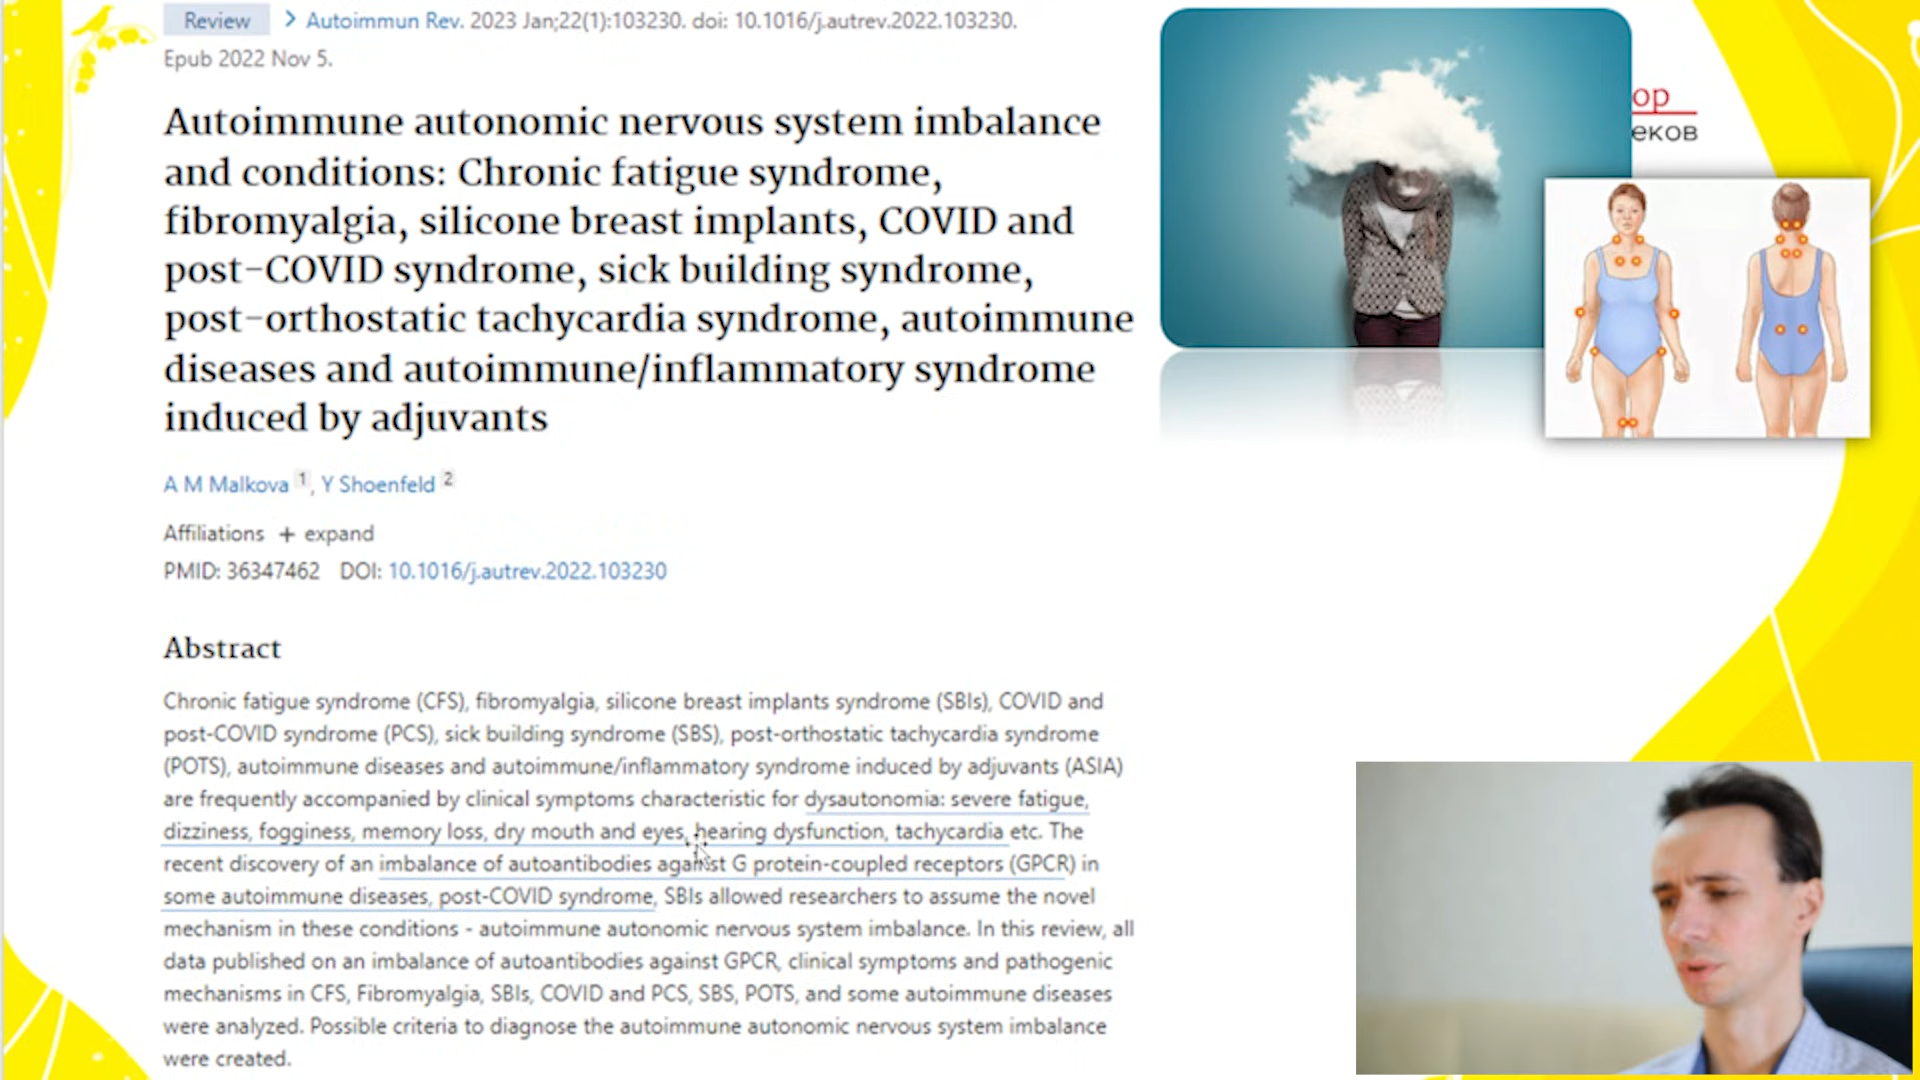 Review > Autoimmun Rev. 2023 Jan;22(1):103230. doi: 10.1016/j.autrev.2022.103230.
Epub 2022 Nov 5.
Autoimmune autonomic nervous system imbalance
and conditions: Chronic fatigue syndrome,
fibromyalgia, silicone breast implants, COVID and
post-COVID syndrome, sick building syndrome,
post-orthostatic tachycardia syndrome, autoimmune
diseases and autoimmune/inflammatory syndrome
induced by adjuvants
A M Malkova 1, Y Shoenfeld 2
Affiliations + expand
PMID: 36347462 DOI: 10.1016/j.autrev.2022.103230
Abstract
Chronic fatigue syndrome (CFS), fibromyalgia, silicone breast implants syndrome (SBIs), COVID and
post-COVID syndrome (PCS), sick building syndrome (SBS), post-orthostatic tachycardia syndrome
(POTS), autoimmune diseases and autoimmune/inflammatory syndrome induced by adjuvants (ASIA)
are frequently accompanied by clinical symptoms characteristic for dysautonomia: severe fatigue,
dizziness, fogginess, memory loss, dry mouth and eyes, hearing dysfunction, tachycardia etc. The
recent discovery of an imbalance of autoantibodies against G protein-coupled receptors (GPCR) in
some autoimmune diseases, post-COVID syndrome, SBIs allowed researchers to assume the novel
mechanism in these conditions - autoimmune autonomic nervous system imbalance. In this review, all
data published on an imbalance of autoantibodies against GPCR, clinical symptoms and pathogenic
mechanisms in CFS, Fibromyalgia, SBIs, COVID and PCS, SBS, POTS, and some autoimmune diseases
were analyzed. Possible criteria to diagnose the autoimmune autonomic nervous system imbalance
were created.
ор
еков